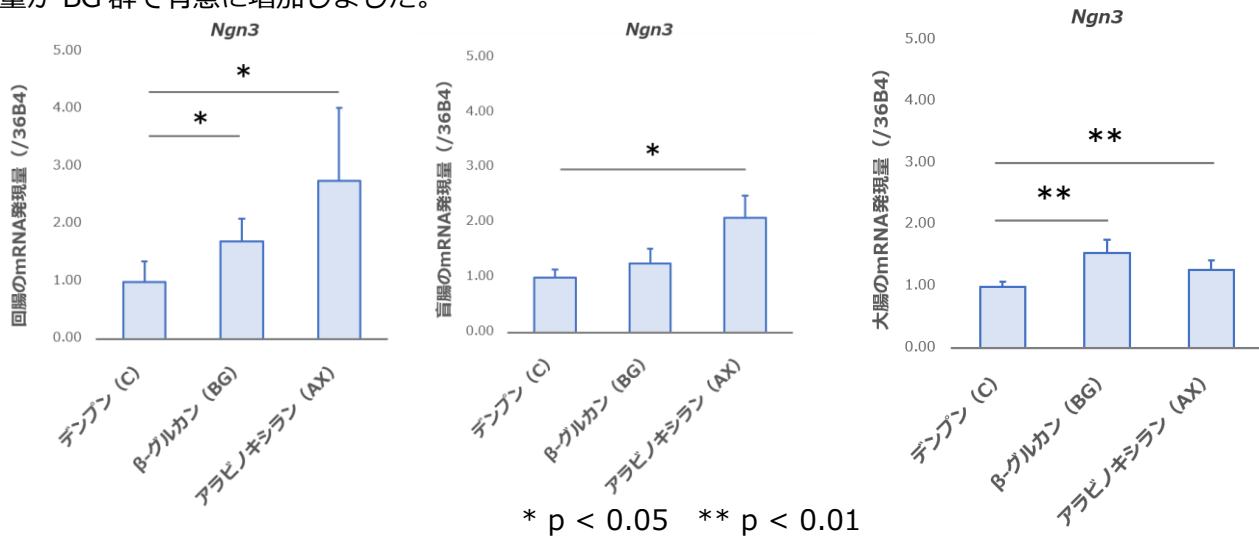 量が BG 群で有意に増加しました。
Ngn3
回腸のmRNA発現量（/36B4）
5.00
4.00
3.00
2.00
1.00
0.00
*
*
デンプン（C）
β-グルカン（BG）
アラビノキシラン（AX）
Ngn3
盲腸のmRNA発現量（/36B4）
5.00
4.00
3.00
2.00
1.00
0.00
*
デンプン（C）
β-グルカン（BG）
アラビノキシラン（AX）
Ngn3
大腸のmRNA発現量（/36B4）
5.00
4.00
3.00
2.00
1.00
0.00
**
**
デンプン（C）
β-グルカン（BG）
アラビノキシラン（AX）
* p < 0.05 ** p < 0.01